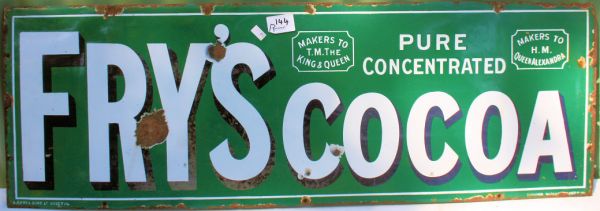 144
FRY'S COCOA
MAKERS TO
T.M. THE
KING & QUEEN
PURE
CONCENTRATED
MAKERS TO
H.M.
QUEEN ALEXANDRA